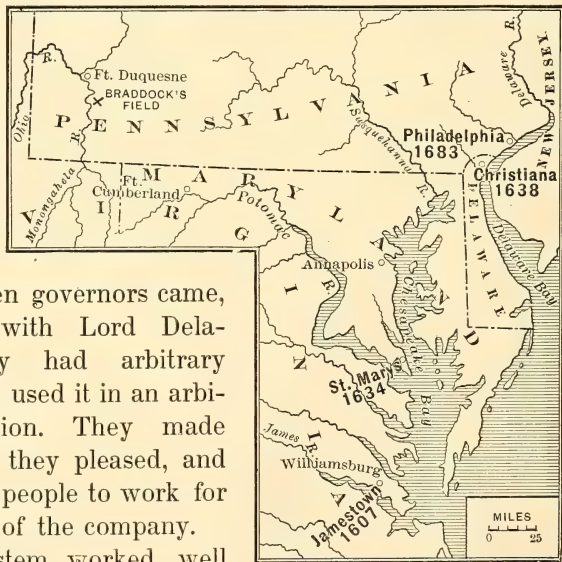 R.
Ft. Duquesne
BRADDOCK'S
FIELD
Ohio
R.
Monongahela
PENNSYLVANIA
Susquehanna
R.
Delaware
R.
NEW JERSEY
Philadelphia
1683
Christiana
1638
DELAWARE
Delaware Bay
MARYLAND
Ft.
Cumberland
Potomac
R.
Annapolis
Chesapeake
Bay
VIRGINIA
St. Marys
1634
James
R.
Williamsburg
Jamestown
1607
MILES
0 25
en governors came,
with Lord Dela-
y had arbitrary
used it in an arbi-
ion. They made
they pleased, and
people to work for
of the company.
stem worked well